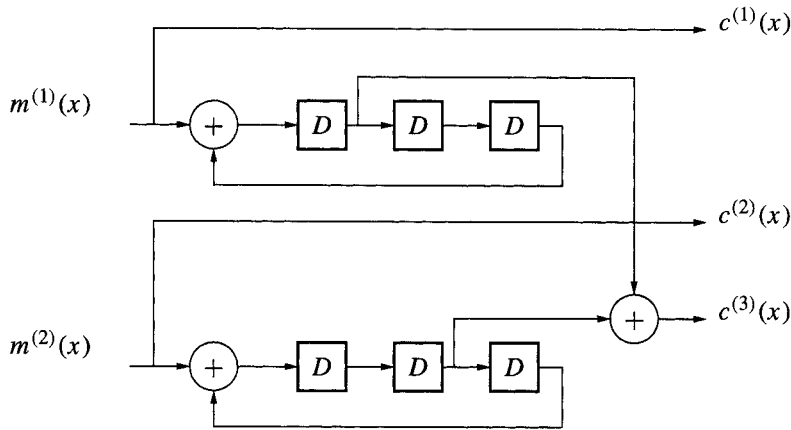 c^{(1)}(x)
m^{(1)}(x)
+ D D D
c^{(2)}(x)
+ c^{(3)}(x)
m^{(2)}(x)
+ D D D